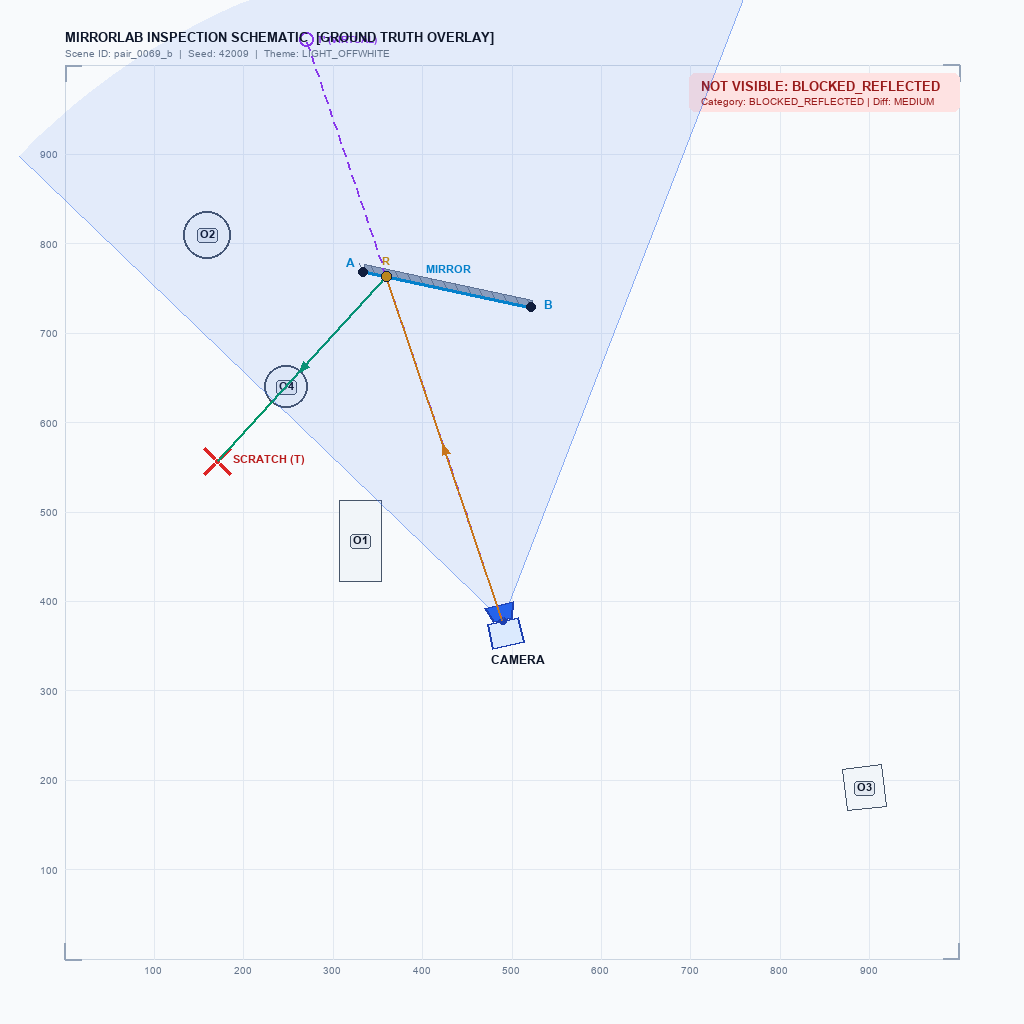 MIRRORLAB INSPECTION SCHEMATIC [GROUND TRUTH OVERLAY]
Scene ID: pair_0069_b | Seed: 42009 | Theme: LIGHT_OFFWHITE
NOT VISIBLE: BLOCKED_REFLECTED
Category: BLOCKED_REFLECTED | Diff: MEDIUM
900
800
700
600
500
400
300
200
100
O2
A
R
MIRROR
B
O4
SCRATCH (T)
O1
CAMERA
O3
100
200
300
400
500
600
700
800
900